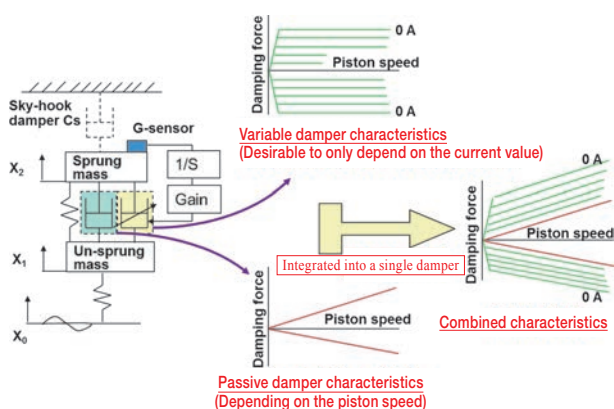 Sky-hook
damper Cs
G-sensor
X2
Sprung
mass
1/S
Gain
X1
Un-sprung
mass
X0
Damping force
0 A
Piston speed
0 A
Variable damper characteristics
(Desirable to only depend on the current value)
Integrated into a single damper
Damping force
Piston speed
Passive damper characteristics
(Depending on the piston speed)
Damping force
0 A
Piston speed
0 A
Combined characteristics